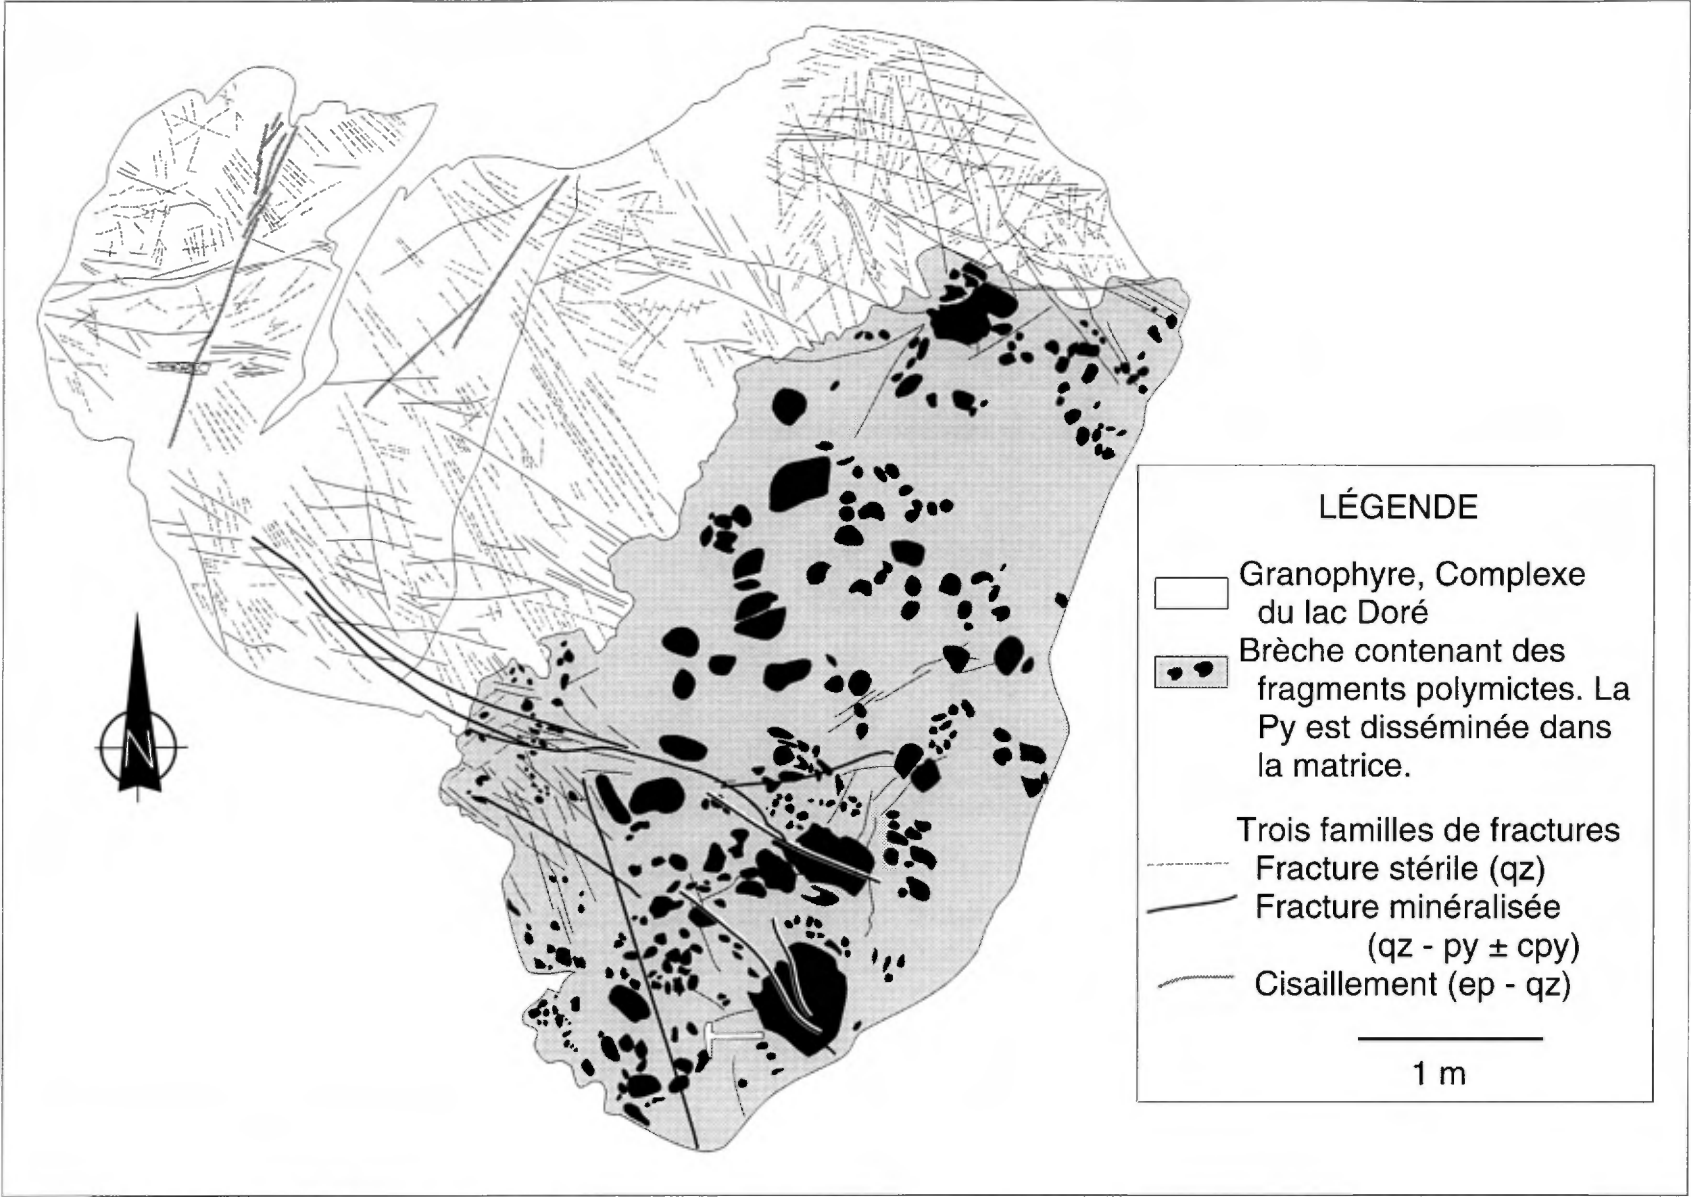 LÉGENDE
Granophyre, Complexe
du lac Doré
Brèche contenant des
fragments polymictes. La
Py est disséminée dans
la matrice.
Trois familles de fractures
Fracture stérile (qz)
Fracture minéralisée
(qz - py ± cpy)
Cisaillement (ep - qz)
1 m
N